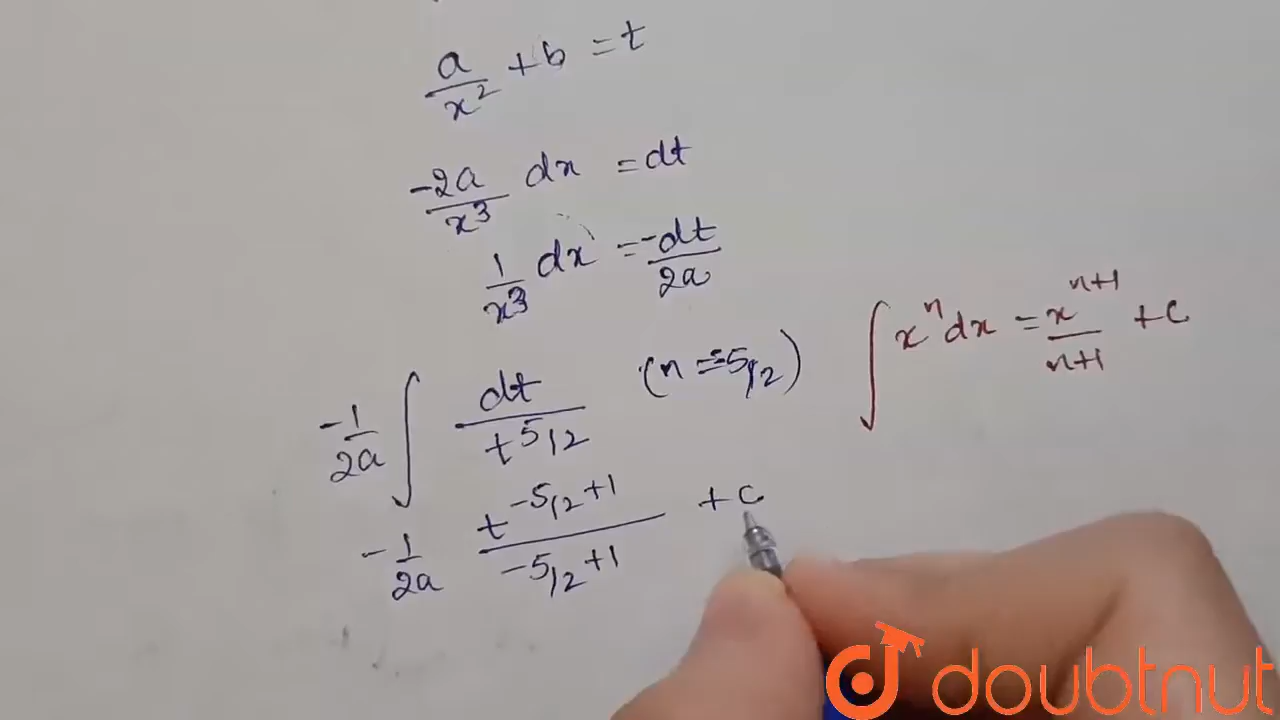 a/x² + b = t
-2a/x³ dx = dt
1/x³ dx = -dt/2a
-1/2a ∫ dt/t^5/2 (n = -5/2) ∫ xⁿ dx = x^n+1/n+1 + c
-1/2a t^-5/2+1/-5/2+1 + c
doubtnut